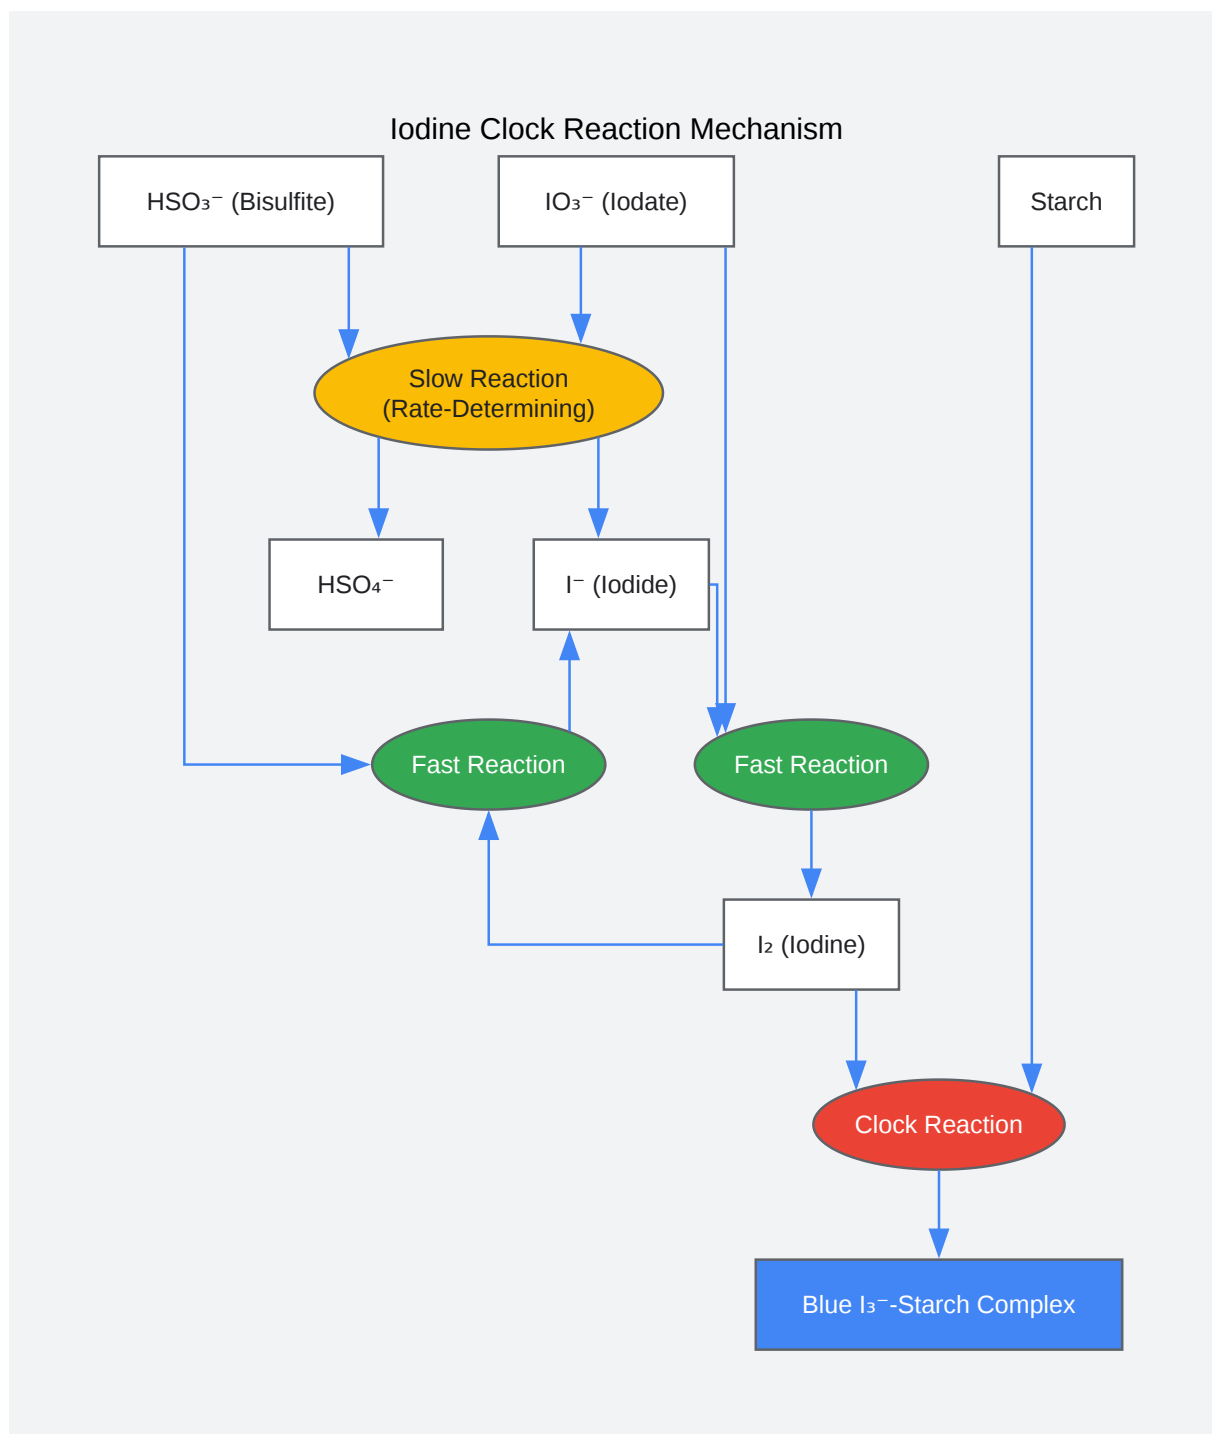 Iodine Clock Reaction Mechanism
HSO₃⁻ (Bisulfite)
IO₃⁻ (Iodate)
Starch
Slow Reaction
(Rate-Determining)
HSO₄⁻
I⁻ (Iodide)
Fast Reaction
Fast Reaction
I₂ (Iodine)
Clock Reaction
Blue I₃⁻-Starch Complex